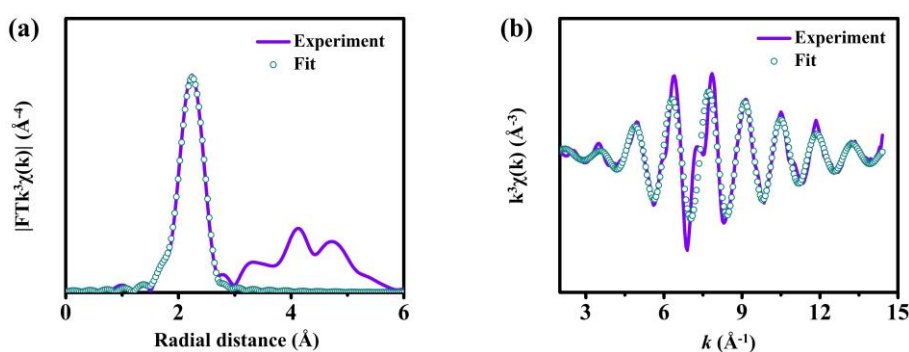 (a)
Experiment
Fit
|FTk³χ(k)| (Å⁻⁴)
0 2 4 6
Radial distance (Å)
(b)
Experiment
Fit
k³χ(k) (Å⁻³)
3 6 9 12 15
k (Å⁻¹)